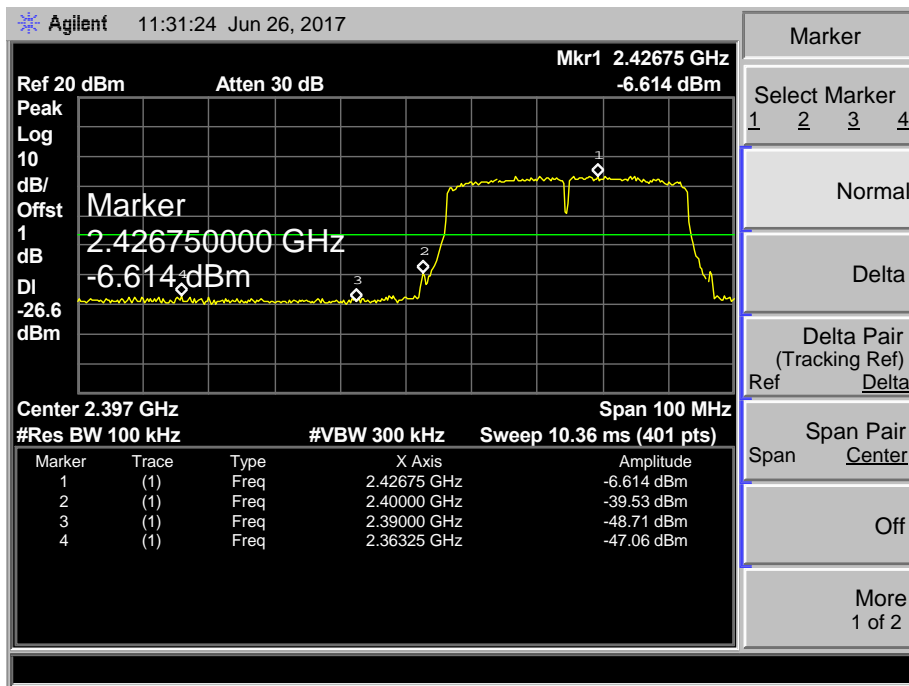 Agilent 11:31:24 Jun 26, 2017
Mkr1 2.42675 GHz
Ref 20 dBm Atten 30 dB -6.614 dBm
Peak
Log
10
dB/
Offst
1
dB
DI
-26.6
dBm
1
2
3
4
Marker
2.426750000 GHz
-6.614 dBm
Center 2.397 GHz Span 100 MHz
#Res BW 100 kHz #VBW 300 kHz Sweep 10.36 ms (401 pts)
Marker Trace Type X Axis Amplitude
1 (1) Freq 2.42675 GHz -6.614 dBm
2 (1) Freq 2.40000 GHz -39.53 dBm
3 (1) Freq 2.39000 GHz -48.71 dBm
4 (1) Freq 2.36325 GHz -47.06 dBm
Marker
Select Marker
1 2 3 4
Normal
Delta
Delta Pair
(Tracking Ref)
Ref Delta
Span Pair
Span Center
Off
More
1 of 2